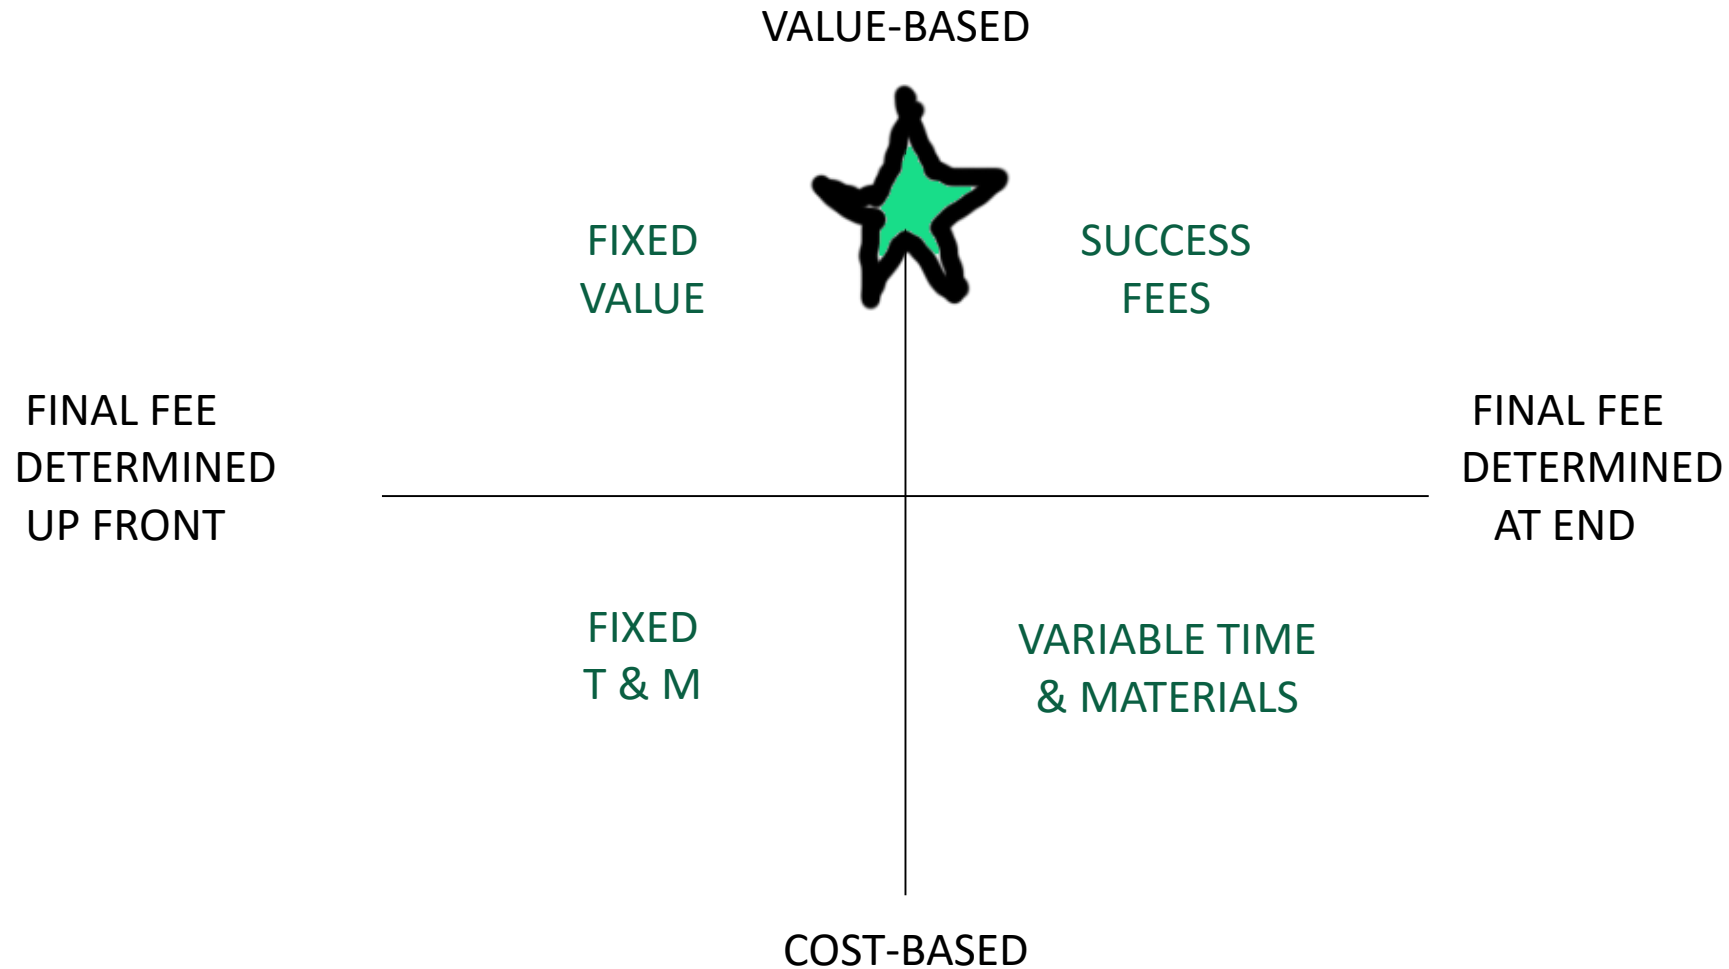 VALUE-BASED
FIXED
VALUE
SUCCESS
FEES
FINAL FEE
DETERMINED
UP FRONT
FINAL FEE
DETERMINED
AT END
FIXED
T & M
VARIABLE TIME
& MATERIALS
COST-BASED